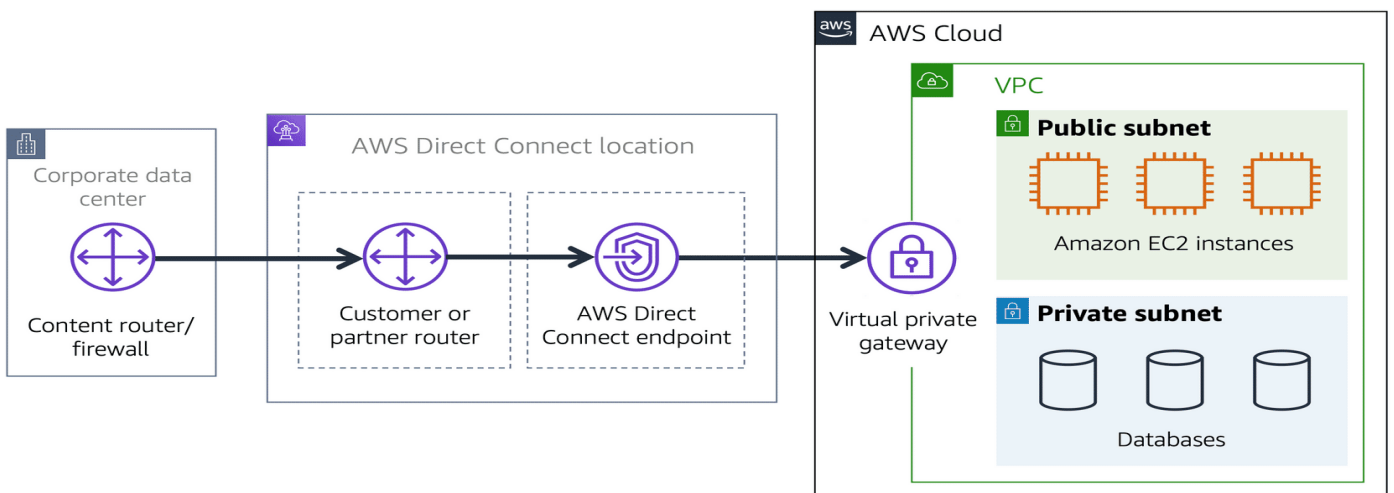 aws
AWS Cloud
VPC
Public subnet
Amazon EC2 instances
Private subnet
Databases
Virtual private
gateway
AWS Direct Connect location
Customer or
partner router
AWS Direct
Connect endpoint
Corporate data
center
Content router/
firewall